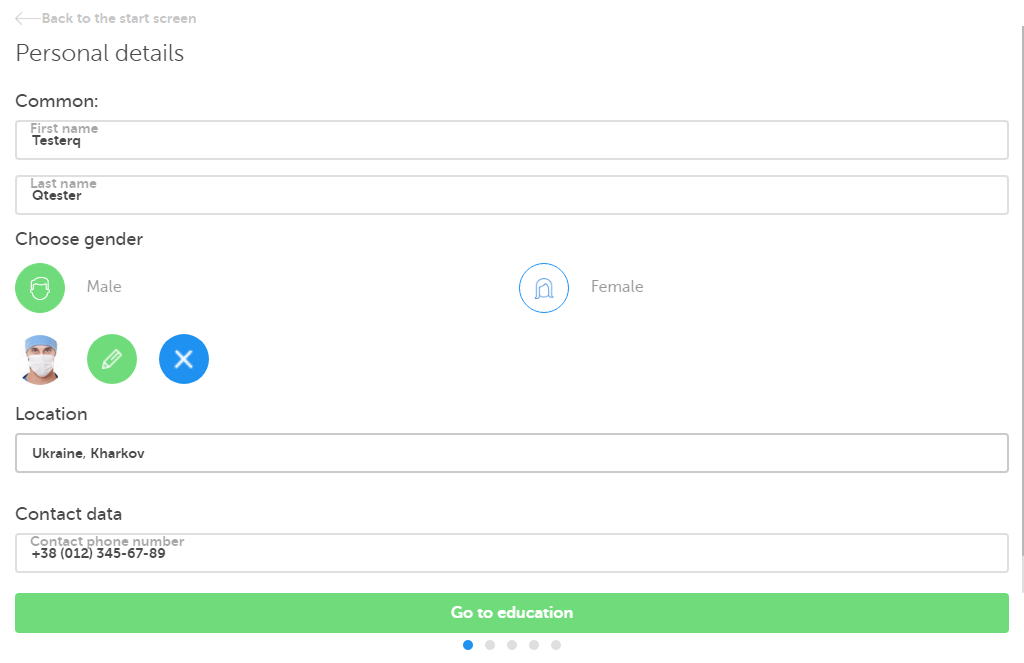 Back to the start screen
Personal details
Common:
First name
Testerq
Last name
Qtester
Choose gender
Male
Female
Location
Ukraine, Kharkov
Contact data
Contact phone number
+38 (012) 345-67-89
Go to education